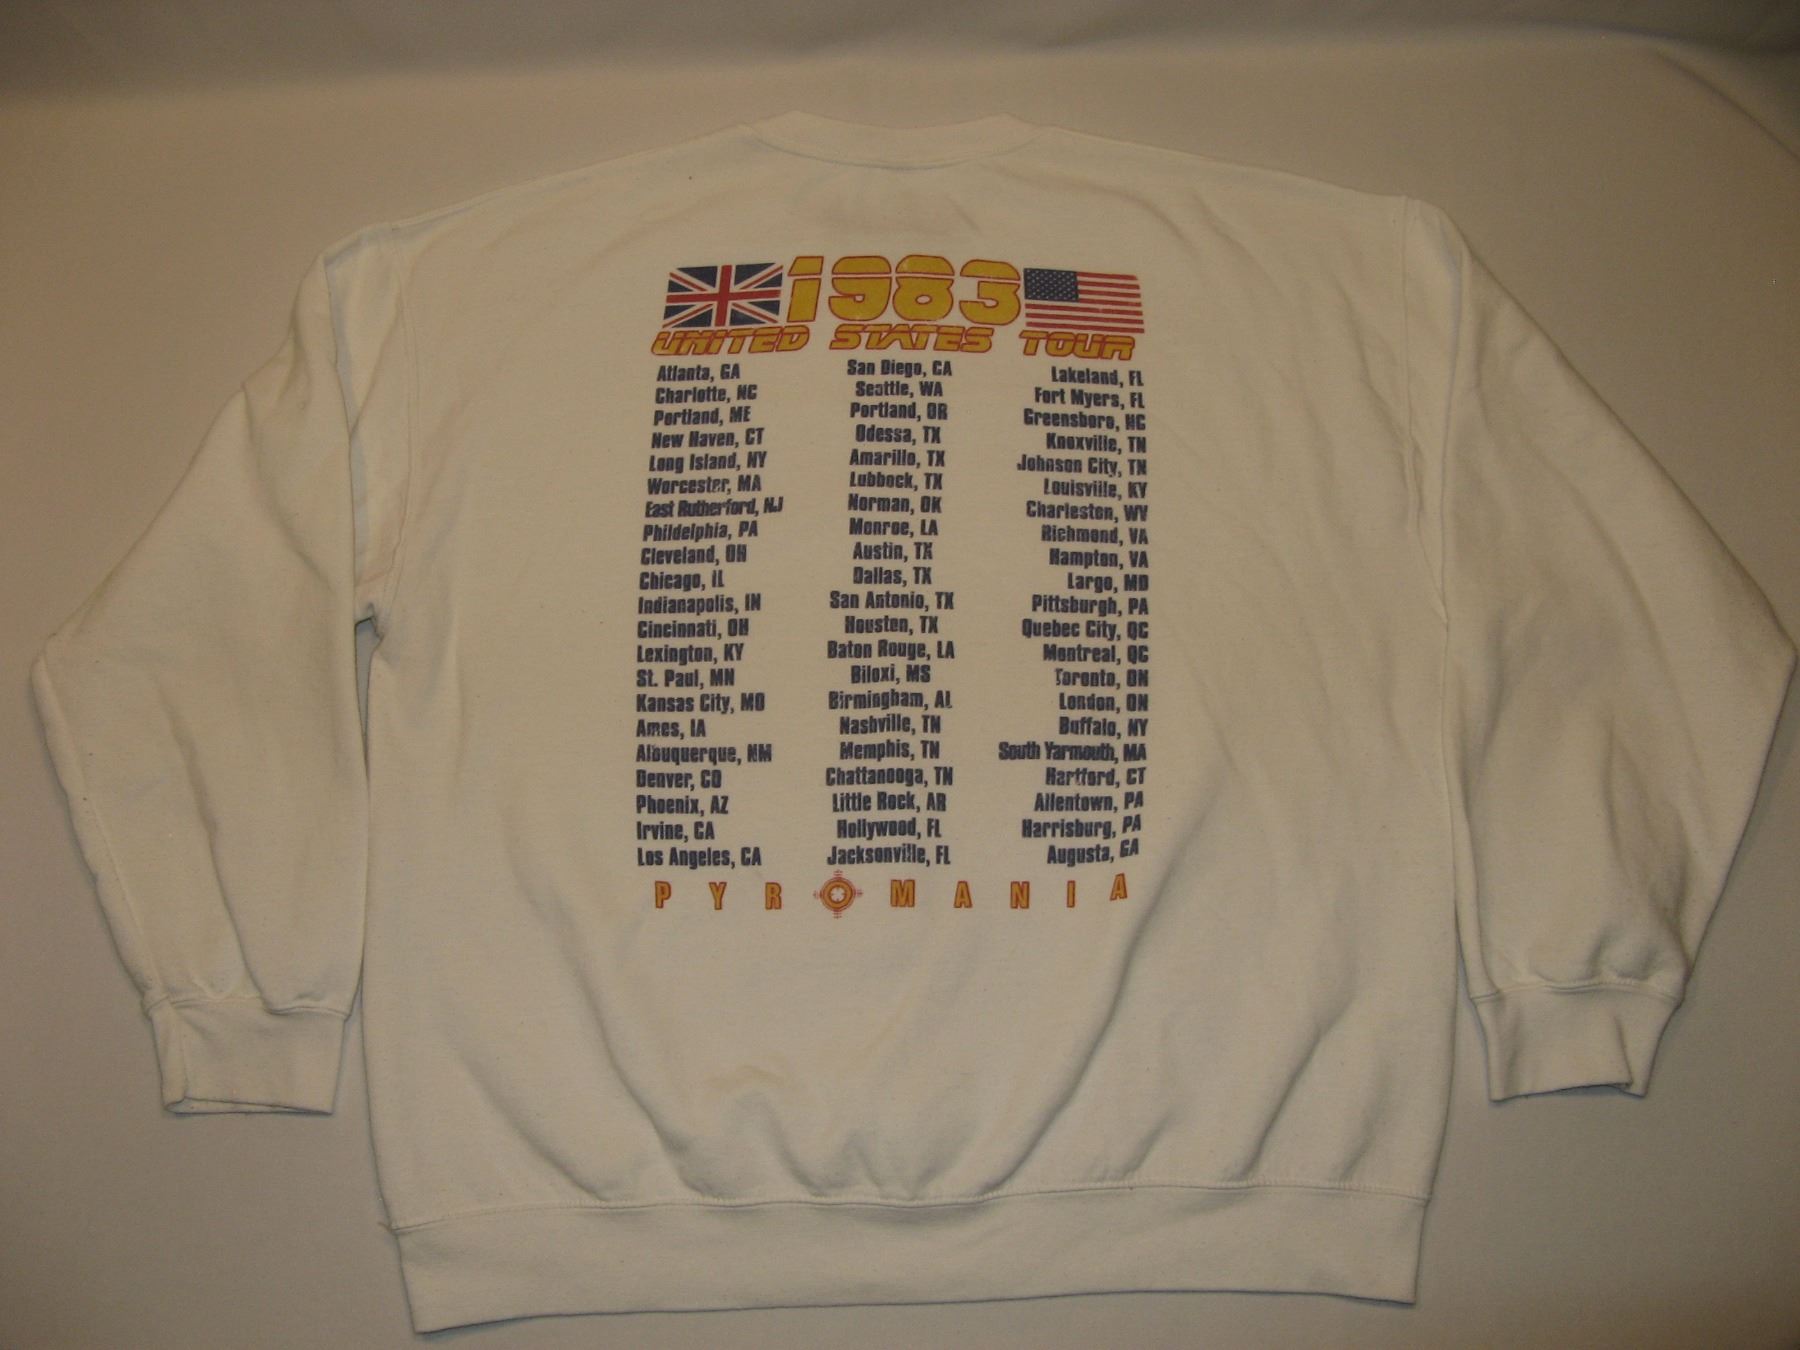 1983
UNITED STATES TOUR
Atlanta, GA
Charlotte, NC
Portland, ME
New Haven, CT
Long Island, NY
Worcester, MA
East Rutherford, NJ
Phildelphia, PA
Cleveland, OH
Chicago, IL
Indianapolis, IN
Cincinnati, OH
Lexington, KY
St. Paul, MN
Kansas City, MO
Ames, IA
Albuquerque, NM
Denver, CO
Phoenix, AZ
Irvine, CA
Los Angeles, CA
San Diego, CA
Seattle, WA
Portland, OR
Odessa, TX
Amarillo, TX
Lubbock, TX
Norman, OK
Monroe, LA
Austin, TX
Dallas, TX
San Antonio, TX
Houston, TX
Baton Rouge, LA
Biloxi, MS
Birmingham, AL
Nashville, TN
Memphis, TN
Chattanooga, TN
Little Rock, AR
Hollywood, FL
Jacksonville, FL
Lakeland, FL
Fort Myers, FL
Greensboro, NC
Knoxville, TN
Johnson City, TN
Louisville, KY
Charleston, WV
Richmond, VA
Hampton, VA
Largo, MD
Pittsburgh, PA
Quebec City, QC
Montreal, QC
Toronto, ON
London, ON
Buffalo, NY
South Yarmouth, MA
Hartford, CT
Allentown, PA
Harrisburg, PA
Augusta, GA
PYROMANIA